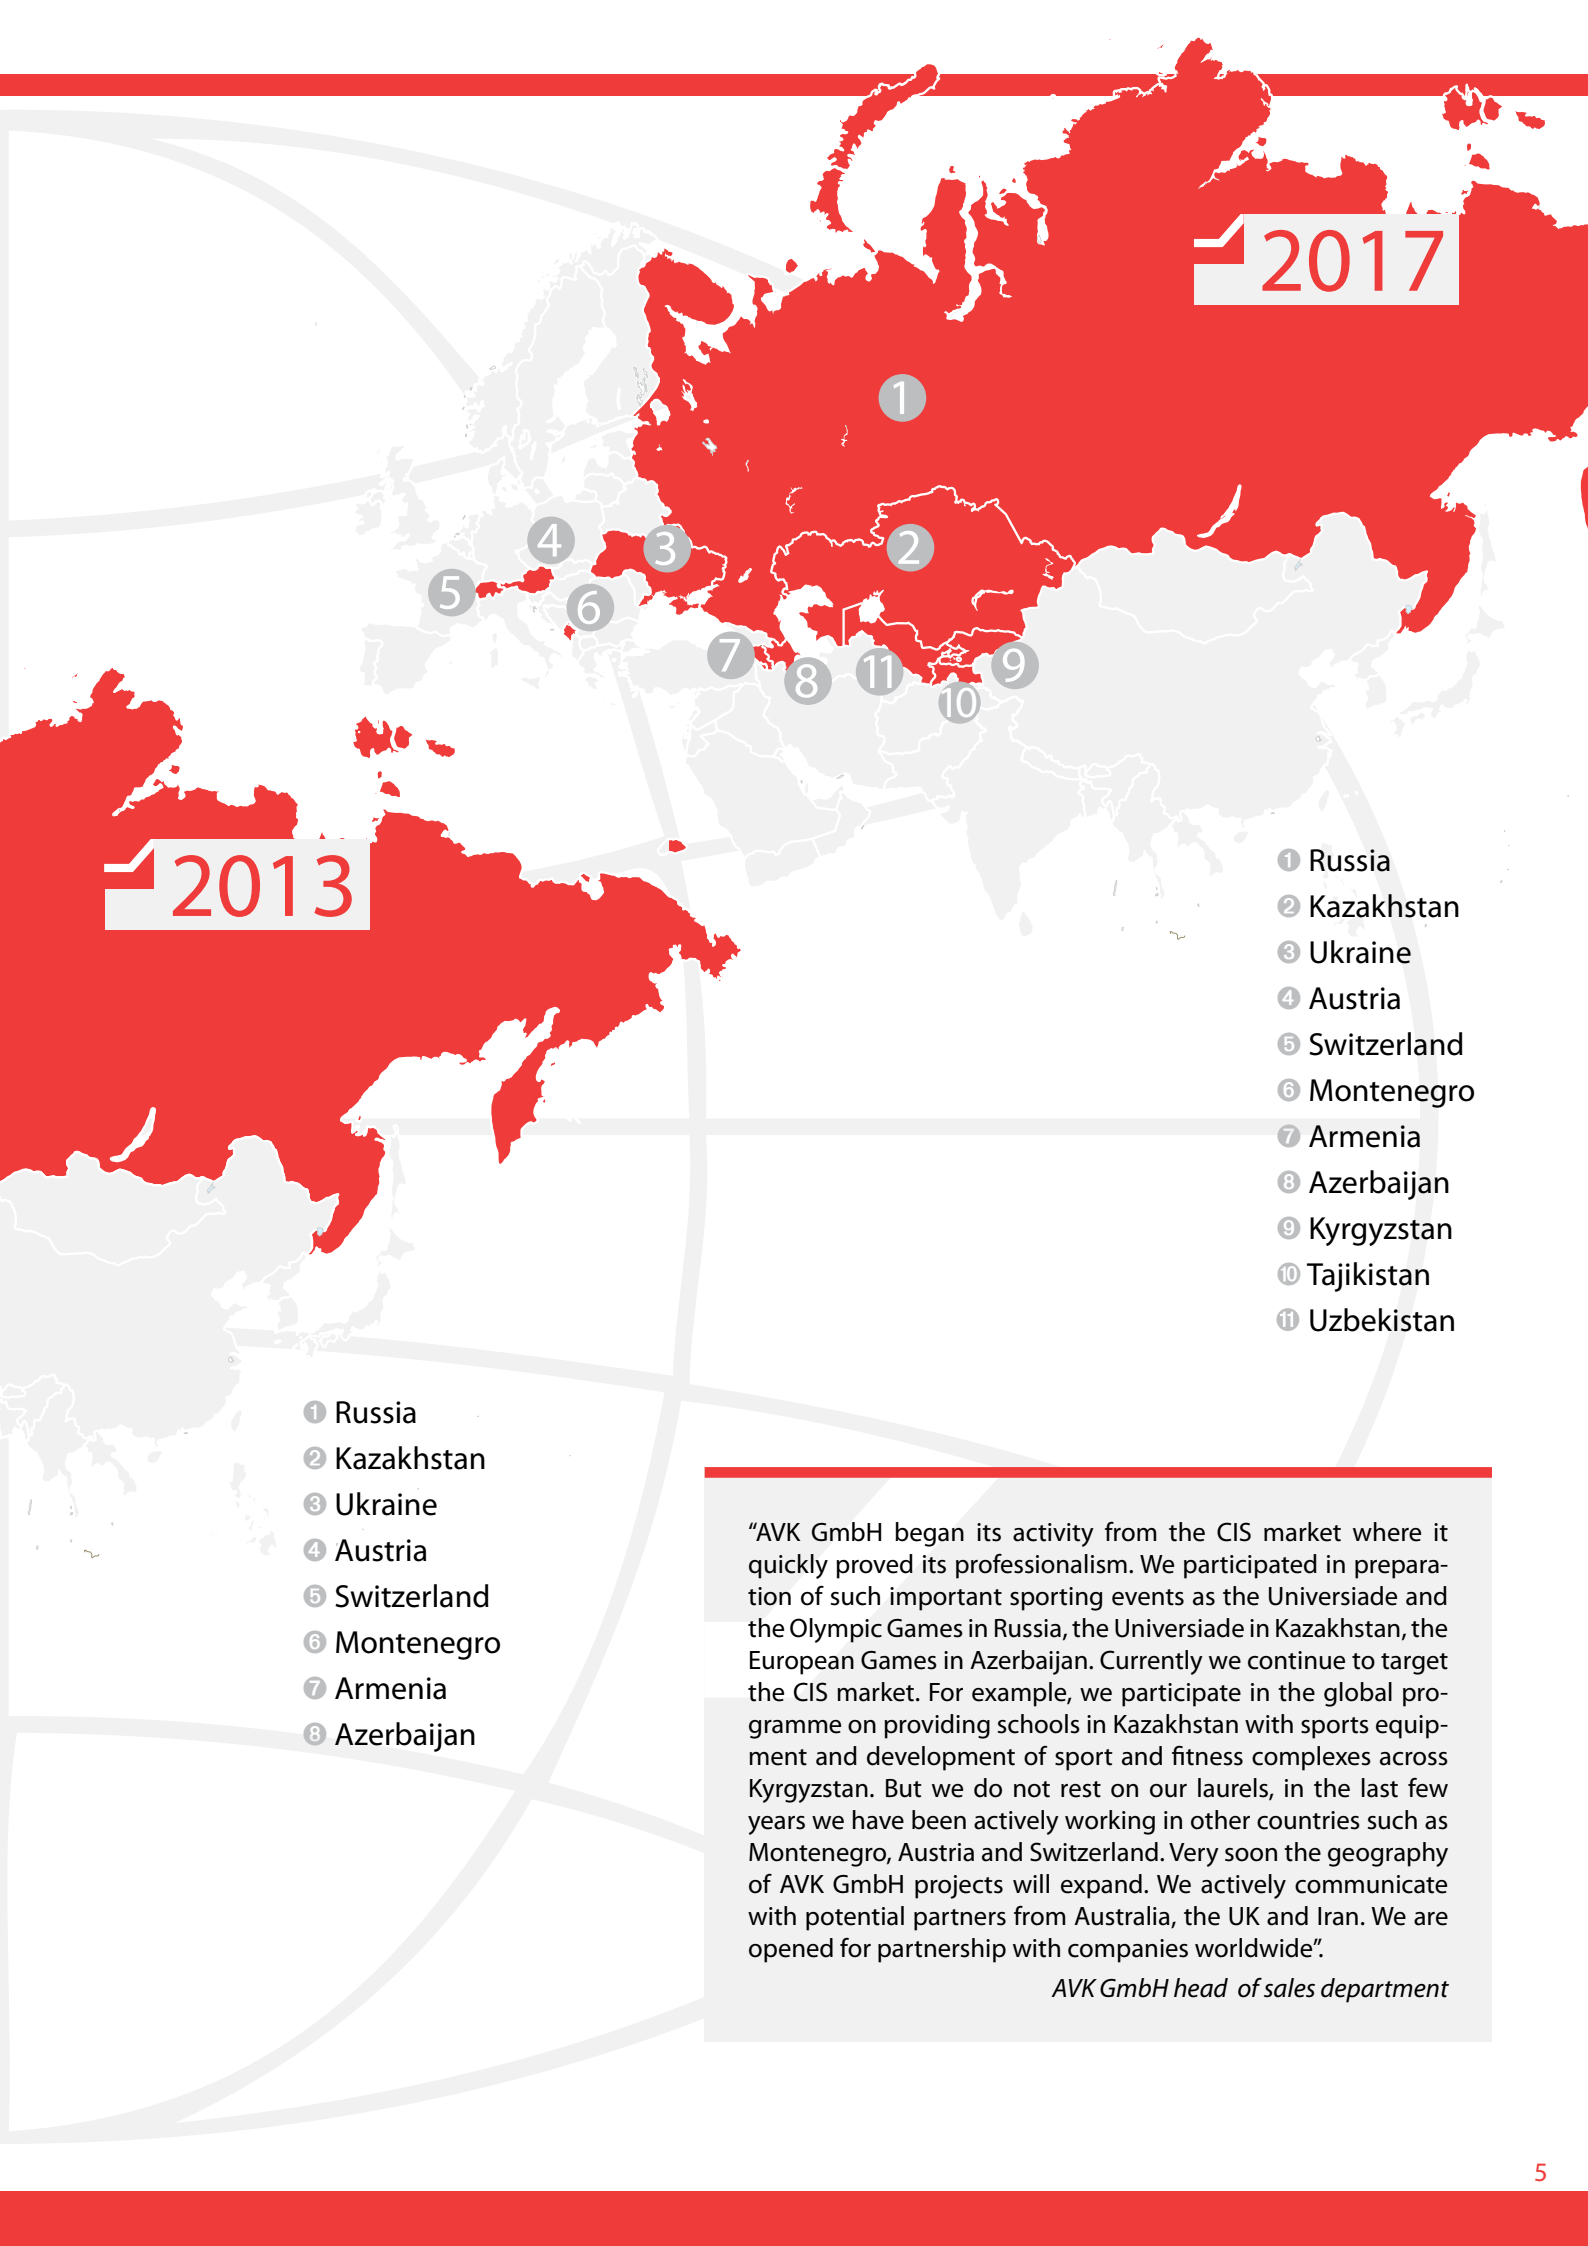 2017
1
2
3
4
5
6
7
8
9
10
11
2013
1 Russia
2 Kazakhstan
3 Ukraine
4 Austria
5 Switzerland
6 Montenegro
7 Armenia
8 Azerbaijan
9 Kyrgyzstan
10 Tajikistan
11 Uzbekistan
1 Russia
2 Kazakhstan
3 Ukraine
4 Austria
5 Switzerland
6 Montenegro
7 Armenia
8 Azerbaijan
“AVK GmbH began its activity from the CIS market where it
quickly proved its professionalism. We participated in prepara-
tion of such important sporting events as the Universiade and
the Olympic Games in Russia, the Universiade in Kazakhstan, the
European Games in Azerbaijan. Currently we continue to target
the CIS market. For example, we participate in the global pro-
gramme on providing schools in Kazakhstan with sports equip-
ment and development of sport and fitness complexes across
Kyrgyzstan. But we do not rest on our laurels, in the last few
years we have been actively working in other countries such as
Montenegro, Austria and Switzerland. Very soon the geography
of AVK GmbH projects will expand. We actively communicate
with potential partners from Australia, the UK and Iran. We are
opened for partnership with companies worldwide”.
AVK GmbH head of sales department
5